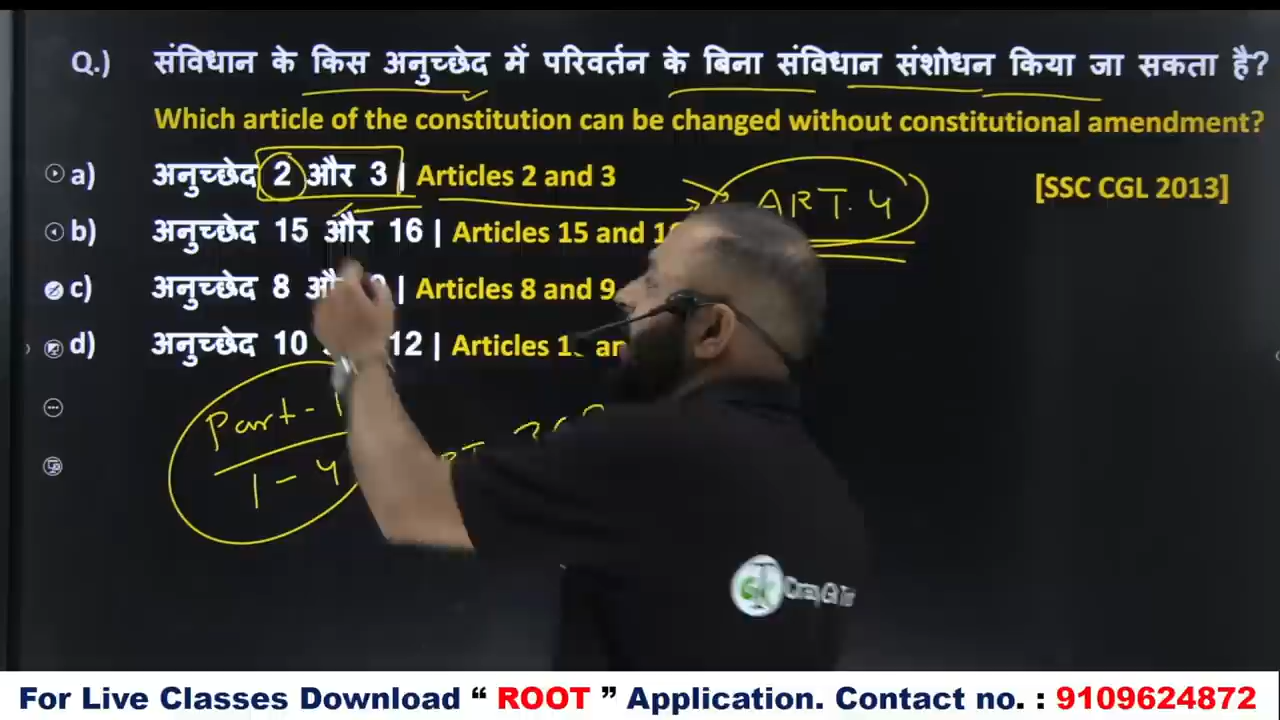 Q.) संविधान के किस अनुच्छेद में परिवर्तन के बिना संविधान संशोधन किया जा सकता है?
Which article of the constitution can be changed without constitutional amendment?
a) अनुच्छेद 2 और 3 | Articles 2 and 3
ART. 4
[SSC CGL 2013]
b) अनुच्छेद 15 और 16 | Articles 15 and
c) अनुच्छेद 8 | Articles 8 and 9
d) अनुच्छेद 10 12 | Articles
Part-
1-4
For Live Classes Download “ ROOT ” Application. Contact no. : 9109624872